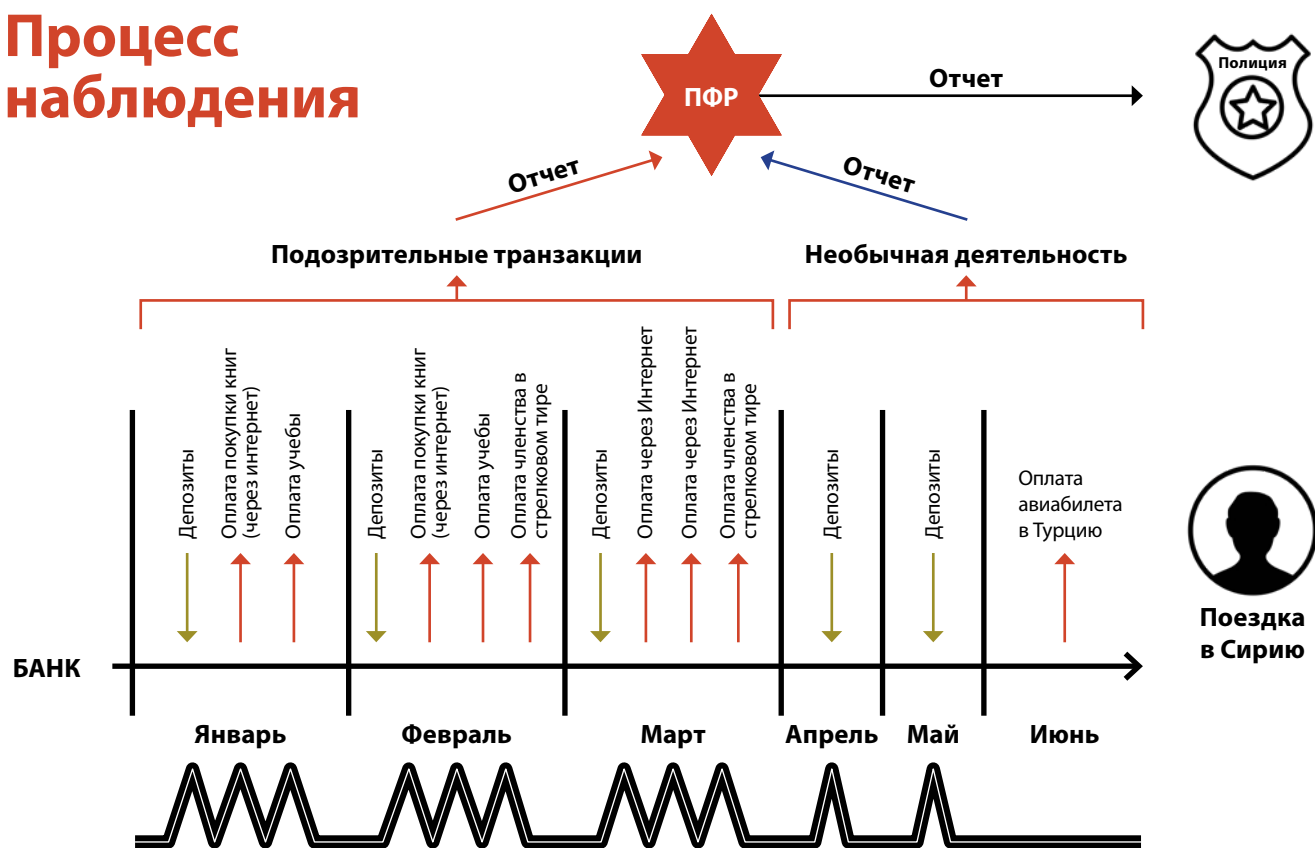 Процесс
наблюдения
ПФР
Отчет
Полиция
Отчет
Отчет
Подозрительные транзакции
Необычная деятельность
Депозиты
Оплата покупки книг
(через интернет)
Оплата учебы
Депозиты
Оплата покупки книг
(через интернет)
Оплата учебы
Оплата членства в
стрелковом тире
Депозиты
Оплата через Интернет
Оплата через Интернет
Оплата членства в
стрелковом тире
Депозиты
Депозиты
Оплата
авиабилета
в Турцию
Поездка
в Сирию
БАНК
Январь
Февраль
Март
Апрель
Май
Июнь